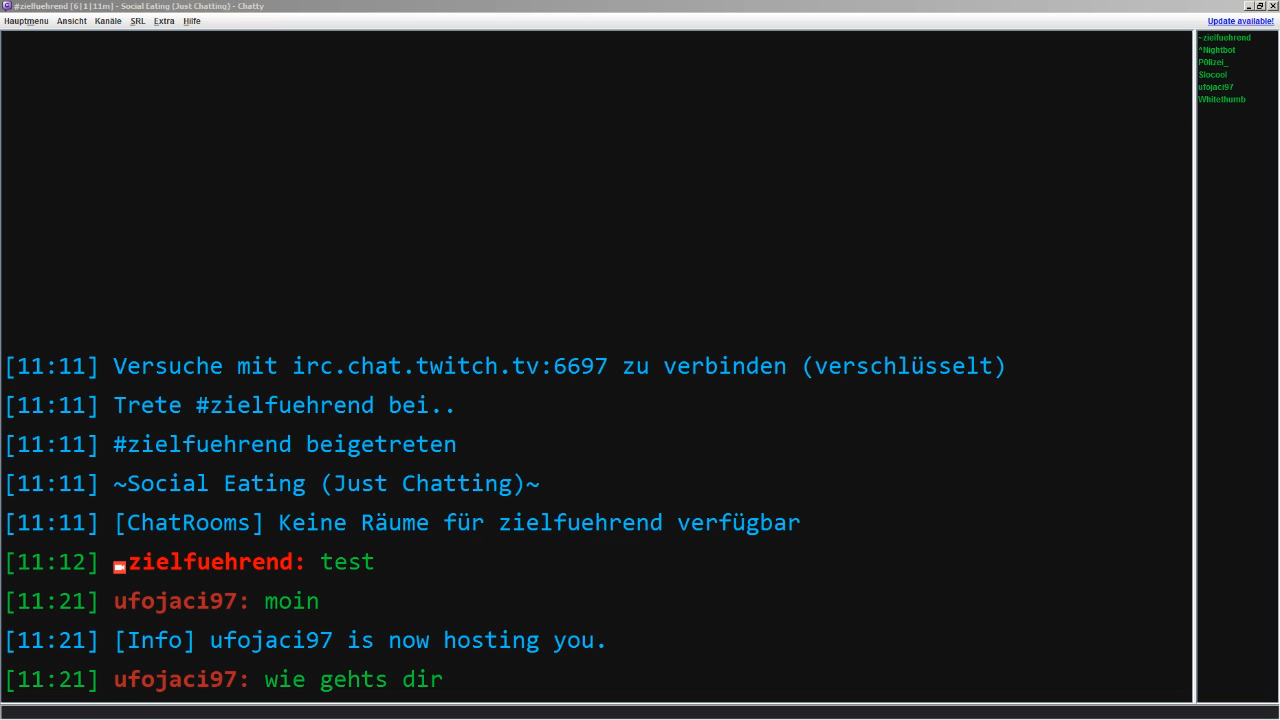 #zielfuehrend [6|1|11m] - Social Eating (Just Chatting) - Chatty
Hauptmenu Ansicht Kanäle SRL Extra Hilfe
Update available!
~zielfuehrend
^Nightbot
P0lizei_
Slocool
ufojaci97
Whitethumb
[11:11] Versuche mit irc.chat.twitch.tv:6697 zu verbinden (verschlüsselt)
[11:11] Trete #zielfuehrend bei..
[11:11] #zielfuehrend beigetreten
[11:11] ~Social Eating (Just Chatting)~
[11:11] [ChatRooms] Keine Räume für zielfuehrend verfügbar
[11:12] zielfuehrend: test
[11:21] ufojaci97: moin
[11:21] [Info] ufojaci97 is now hosting you.
[11:21] ufojaci97: wie gehts dir